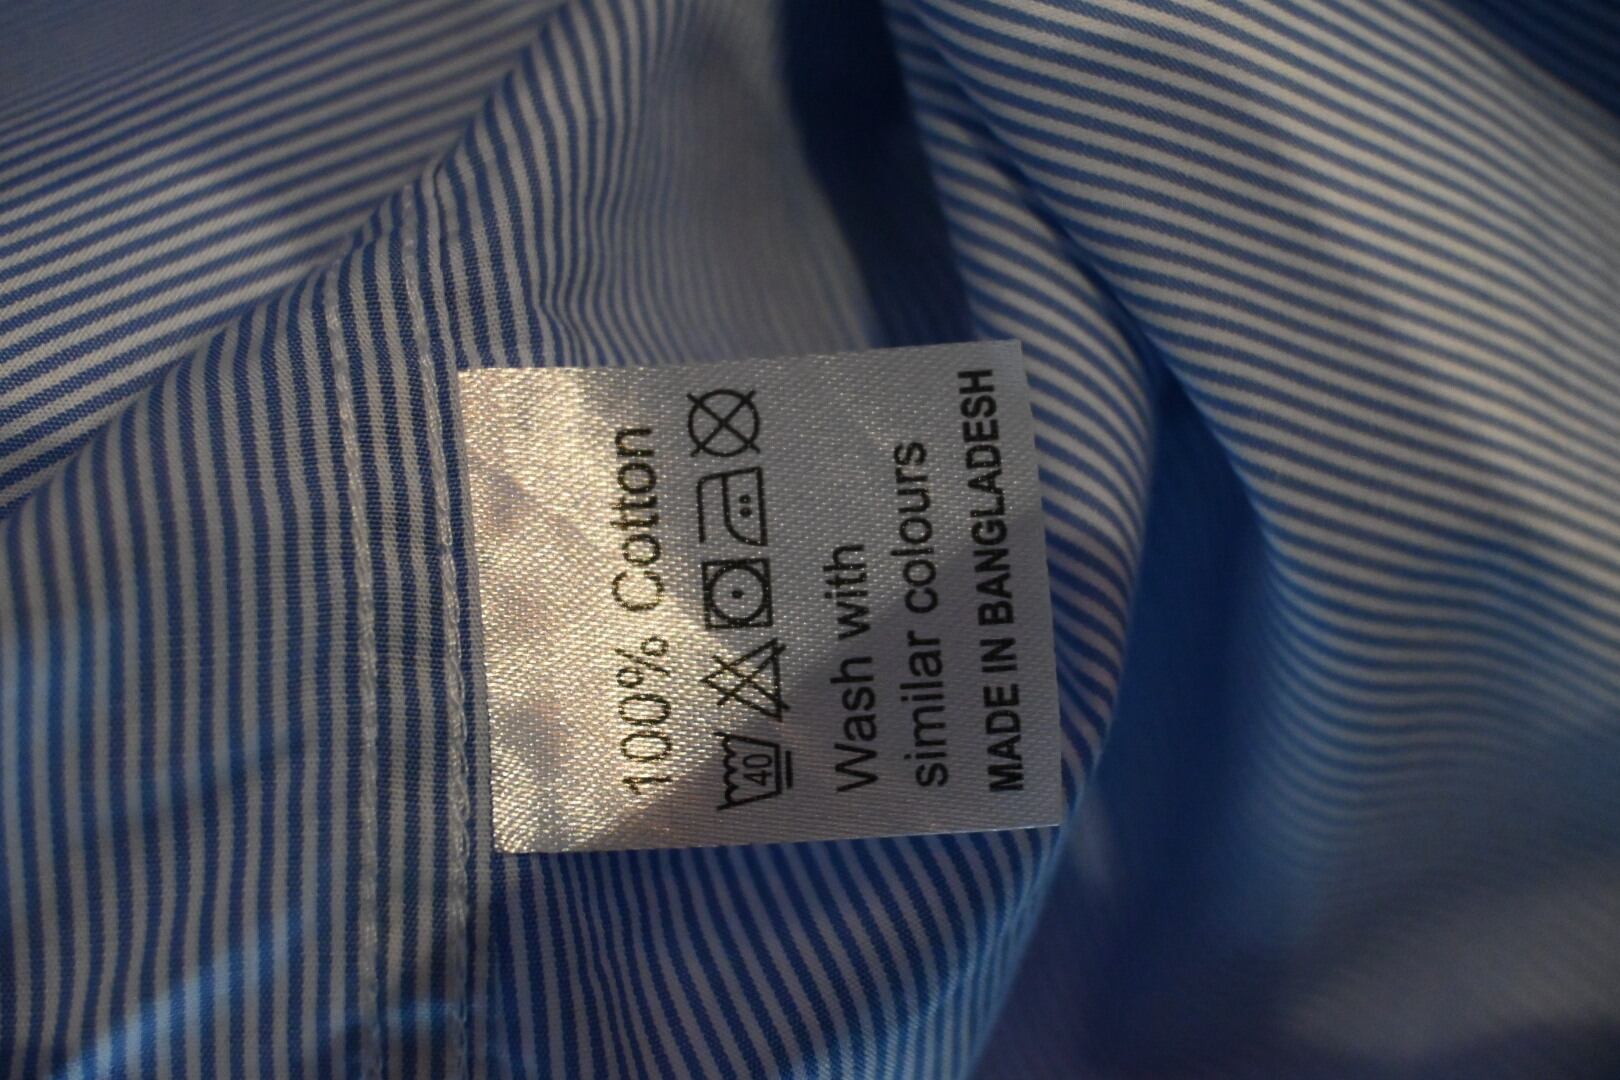 100% Cotton
40
Wash with
similar colours
MADE IN BANGLADESH